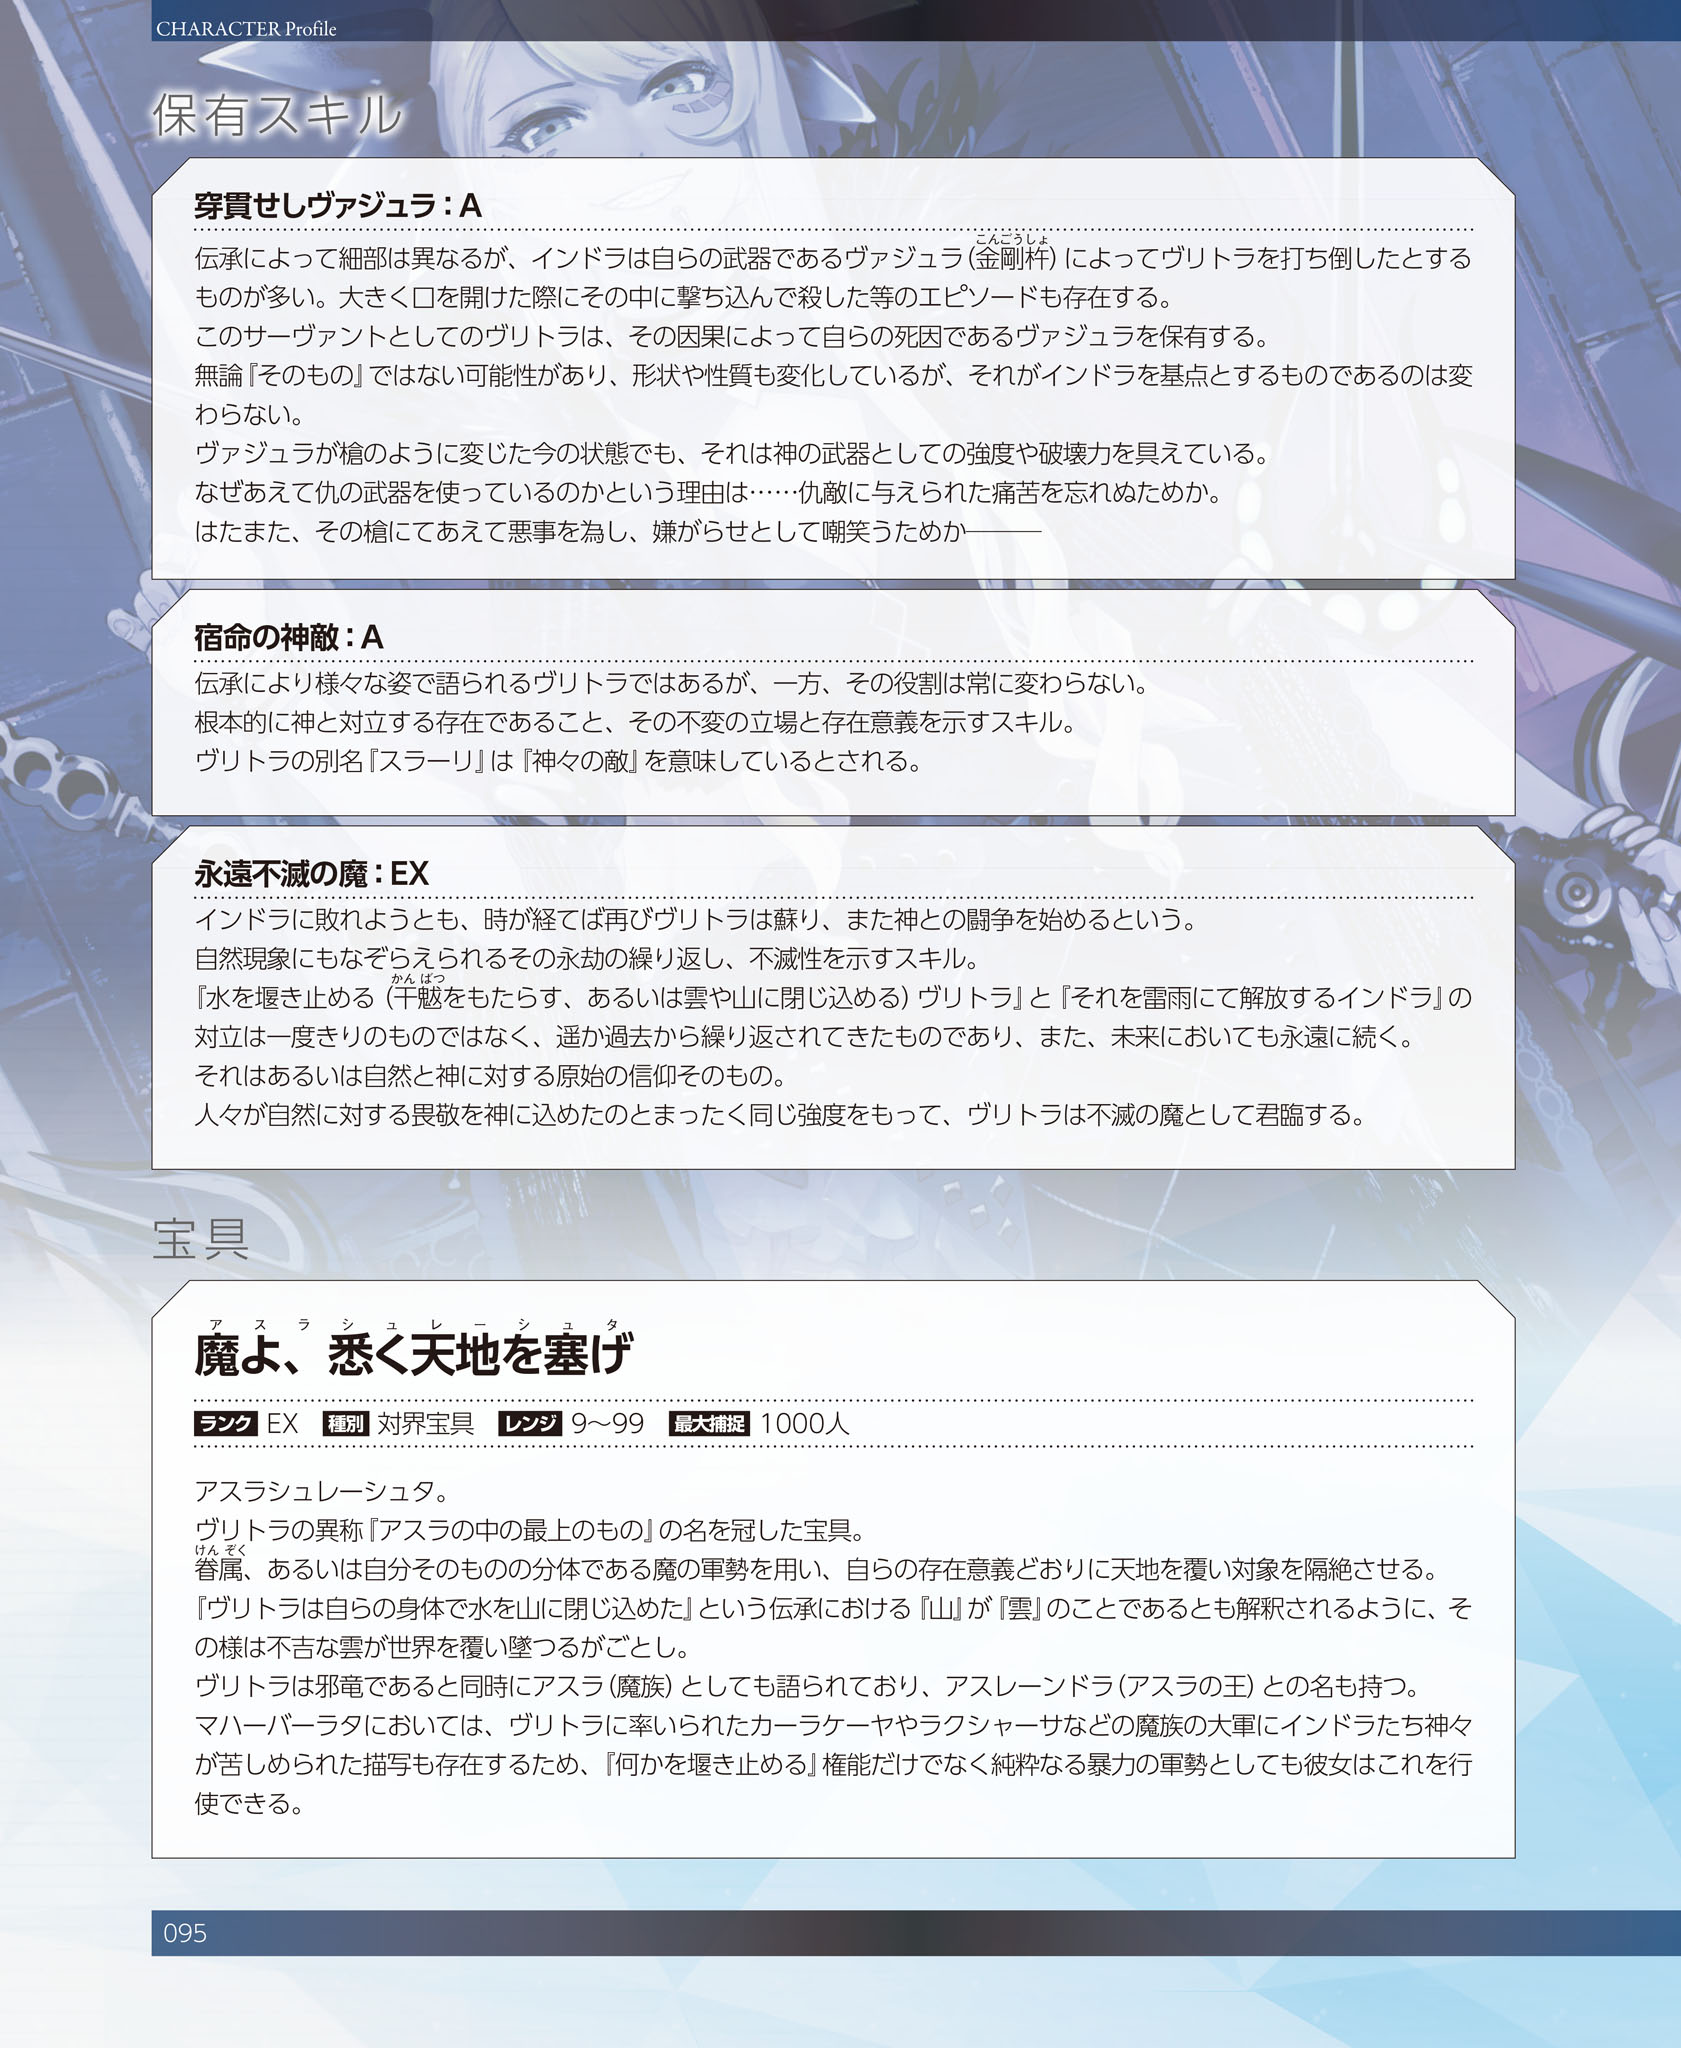 CHARACTER Profile
保有スキル
穿貫せしヴァジュラ：A
伝承によって細部は異なるが、インドラは自らの武器であるヴァジュラ（金剛杵）によってヴリトラを打ち倒したとする
こんごうしょ
ものが多い。大きく口を開けた際にその中に撃ち込んで殺した等のエピソードも存在する。
このサーヴァントとしてのヴリトラは、その因果によって自らの死因であるヴァジュラを保有する。
無論『そのもの』ではない可能性があり、形状や性質も変化しているが、それがインドラを基点とするものであるのは変
わらない。
ヴァジュラが槍のように変じた今の状態でも、それは神の武器としての強度や破壊力を具えている。
なぜあえて仇の武器を使っているのかという理由は……仇敵に与えられた痛苦を忘れぬためか。
はたまた、その槍にてあえて悪事を為し、嫌がらせとして嘲笑うためか―――
宿命の神敵：A
伝承により様々な姿で語られるヴリトラではあるが、一方、その役割は常に変わらない。
根本的に神と対立する存在であること、その不変の立場と存在意義を示すスキル。
ヴリトラの別名『スラーリ』は『神々の敵』を意味しているとされる。
永遠不滅の魔：EX
インドラに敗れようとも、時が経てば再びヴリトラは蘇り、また神との闘争を始めるという。
自然現象にもなぞらえられるその永劫の繰り返し、不滅性を示すスキル。
かんばつ
『水を堰き止める（干魃をもたらす、あるいは雲や山に閉じ込める）ヴリトラ』と『それを雷雨にて解放するインドラ』の
対立は一度きりのものではなく、遥か過去から繰り返されてきたものであり、また、未来においても永遠に続く。
それはあるいは自然と神に対する原始の信仰そのもの。
人々が自然に対する畏敬を神に込めたのとまったく同じ強度をもって、ヴリトラは不滅の魔として君臨する。
宝具
アスラシュレーシュタ
魔よ、悉く天地を塞げ
ランク EX 種別 対界宝具 レンジ 9～99 最大捕捉 1000人
アスラシュレーシュタ。
ヴリトラの異称『アスラの中の最上のもの』の名を冠した宝具。
けんぞく
眷属、あるいは自分そのものの分体である魔の軍勢を用い、自らの存在意義どおりに天地を覆い対象を隔絶させる。
『ヴリトラは自らの身体で水を山に閉じ込めた』という伝承における『山』が『雲』のことであるとも解釈されるように、そ
の様は不吉な雲が世界を覆い墜つるがごとし。
ヴリトラは邪竜であると同時にアスラ（魔族）としても語られており、アスレーンドラ（アスラの王）との名も持つ。
マハーバーラタにおいては、ヴリトラに率いられたカーラケーヤやラクシャーサなどの魔族の大軍にインドラたち神々
が苦しめられた描写も存在するため、『何かを堰き止める』権能だけでなく純粋なる暴力の軍勢としても彼女はこれを行
使できる。
095